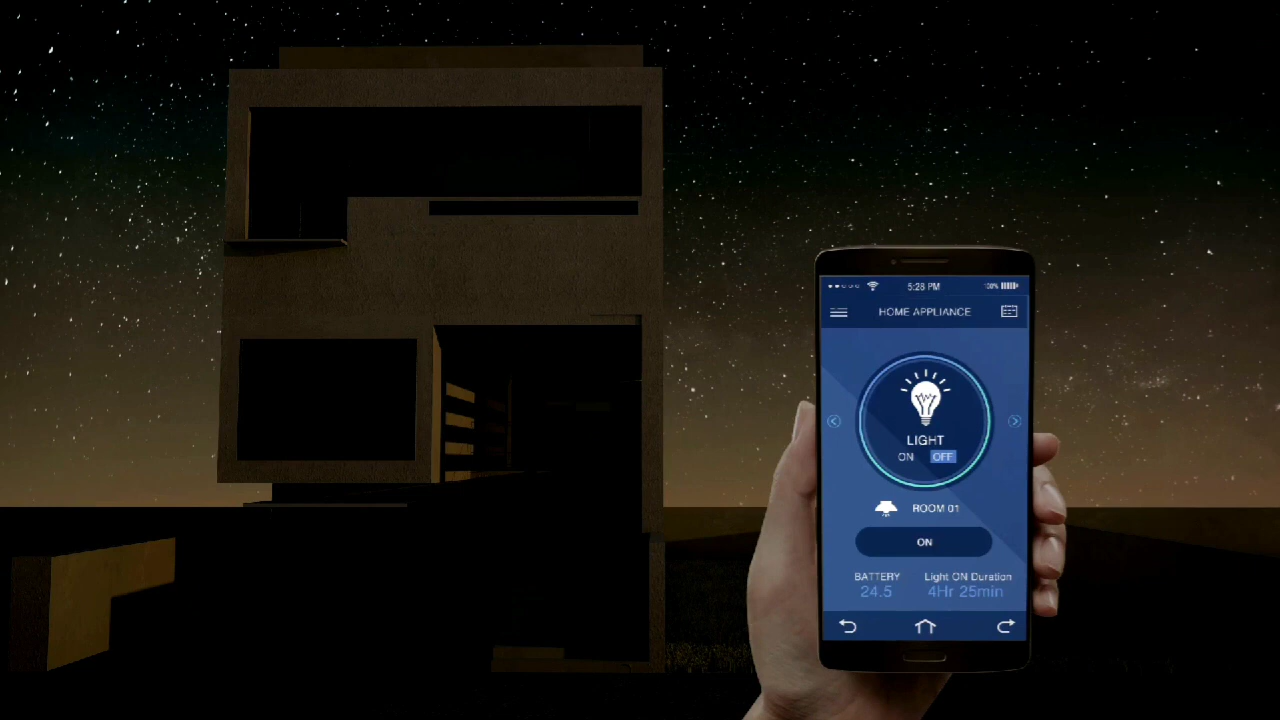 5:28 PM 100%
HOME APPLIANCE
LIGHT
ON OFF
ROOM 01
ON
BATTERY Light ON Duration
24.5 4Hr 25min